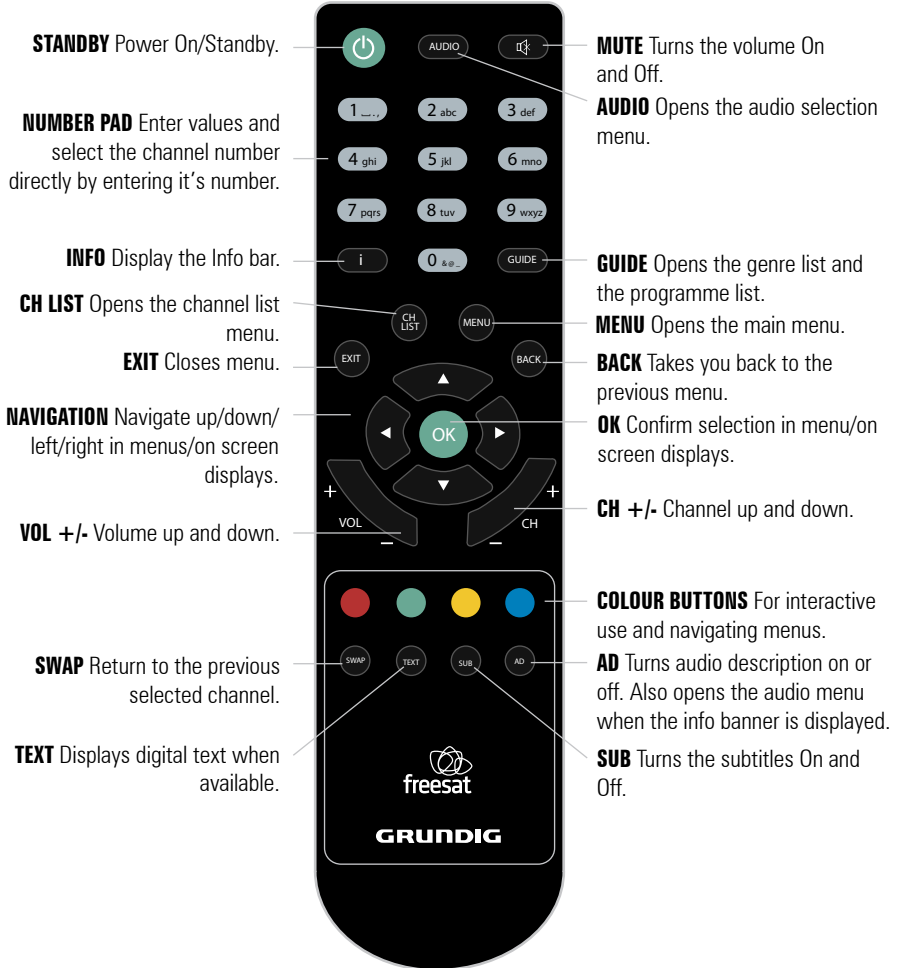 STANDBY Power On/Standby.
NUMBER PAD Enter values and
select the channel number
directly by entering it's number.
INFO Display the Info bar.
CH LIST Opens the channel list
menu.
EXIT Closes menu.
NAVIGATION Navigate up/down/
left/right in menus/on screen
displays.
VOL +/- Volume up and down.
SWAP Return to the previous
selected channel.
TEXT Displays digital text when
available.
AUDIO
1 ⎵.,
2 abc
3 def
4 ghi
5 jkl
6 mno
7 pqrs
8 tuv
9 wxyz
i
0 &@_
GUIDE
CH
LIST
MENU
EXIT
BACK
OK
+
+
VOL
CH
–
–
SWAP
TEXT
SUB
AD
freesat
GRUNDIG
MUTE Turns the volume On
and Off.
AUDIO Opens the audio selection
menu.
GUIDE Opens the genre list and
the programme list.
MENU Opens the main menu.
BACK Takes you back to the
previous menu.
OK Confirm selection in menu/on
screen displays.
CH +/- Channel up and down.
COLOUR BUTTONS For interactive
use and navigating menus.
AD Turns audio description on or
off. Also opens the audio menu
when the info banner is displayed.
SUB Turns the subtitles On and
Off.